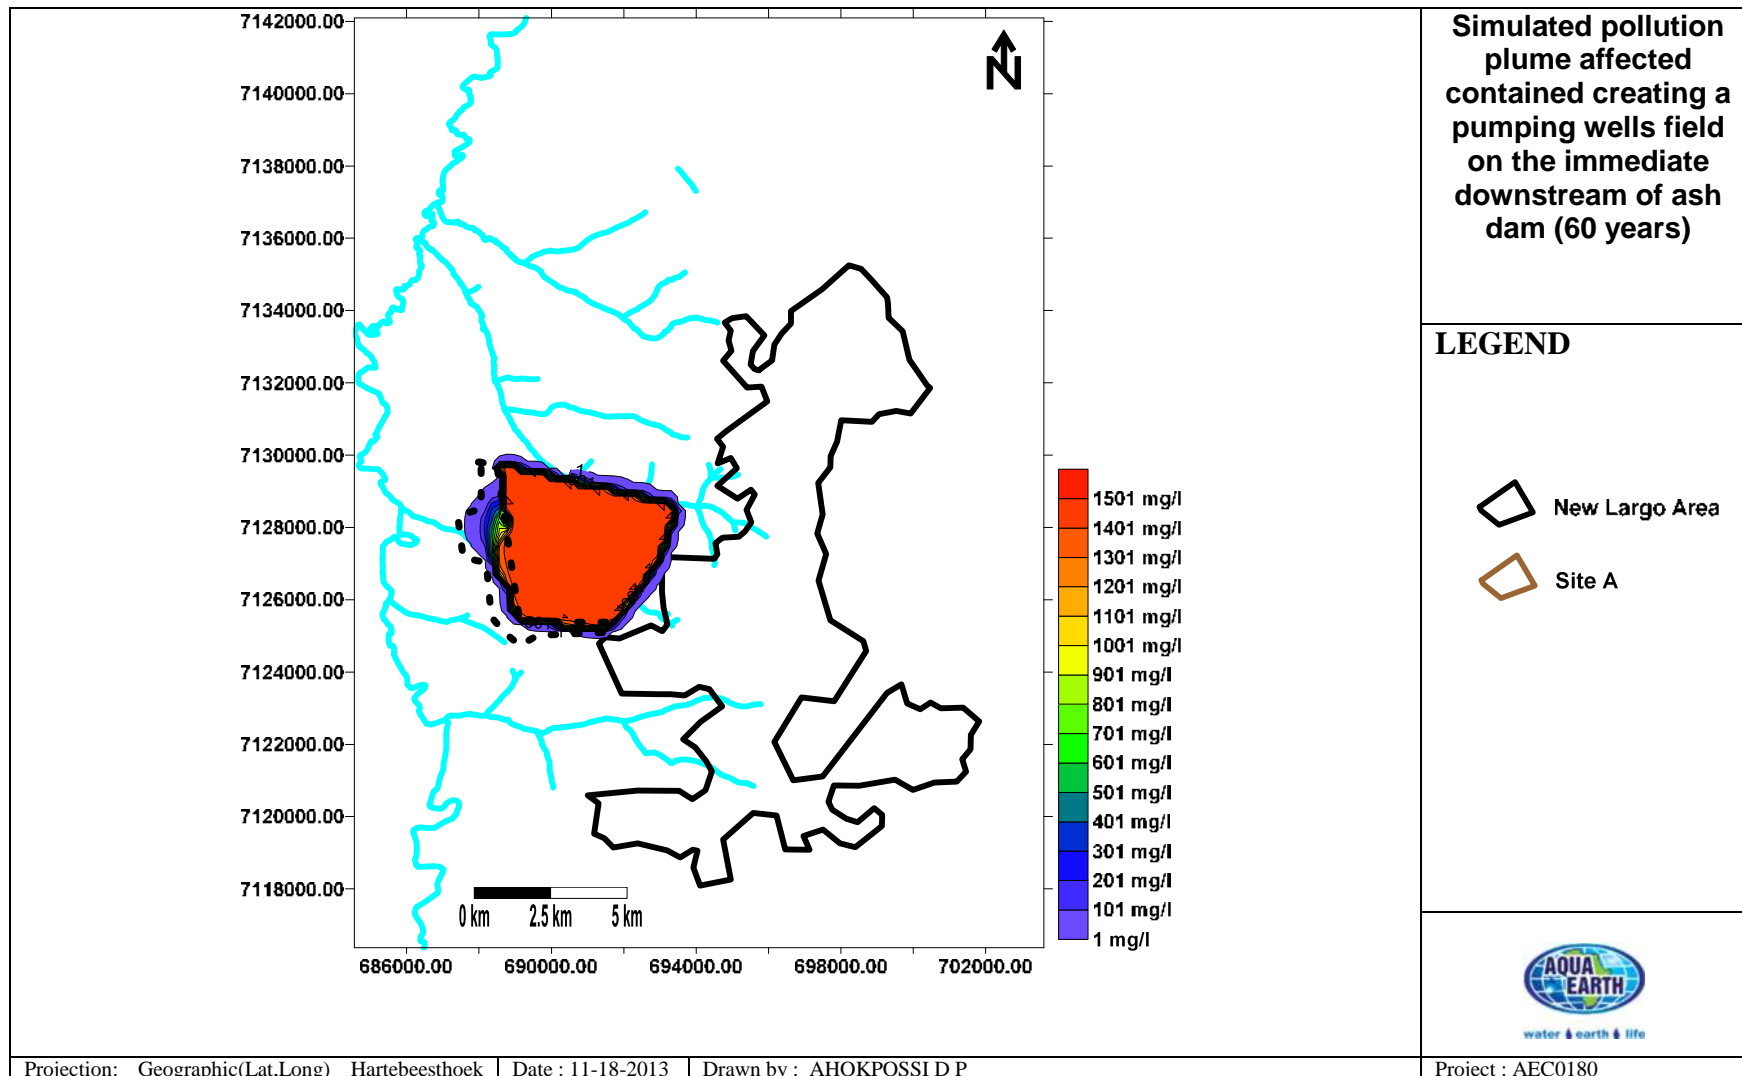 7142000.00
7140000.00
7138000.00
7136000.00
7134000.00
7132000.00
7130000.00
7128000.00
7126000.00
7124000.00
7122000.00
7120000.00
7118000.00
N
0 km 2.5 km 5 km
686000.00 690000.00 694000.00 698000.00 702000.00
1501 mg/l
1401 mg/l
1301 mg/l
1201 mg/l
1101 mg/l
1001 mg/l
901 mg/l
801 mg/l
701 mg/l
601 mg/l
501 mg/l
401 mg/l
301 mg/l
201 mg/l
101 mg/l
1 mg/l
Simulated pollution
plume affected
contained creating a
pumping wells field
on the immediate
downstream of ash
dam (60 years)
LEGEND
New Largo Area
Site A
AQUA
EARTH
water earth life
Projection: Geographic(Lat,Long) Hartebeesthoek
Date : 11-18-2013
Drawn by : AHOKPOSSI D P
Project : AEC0180